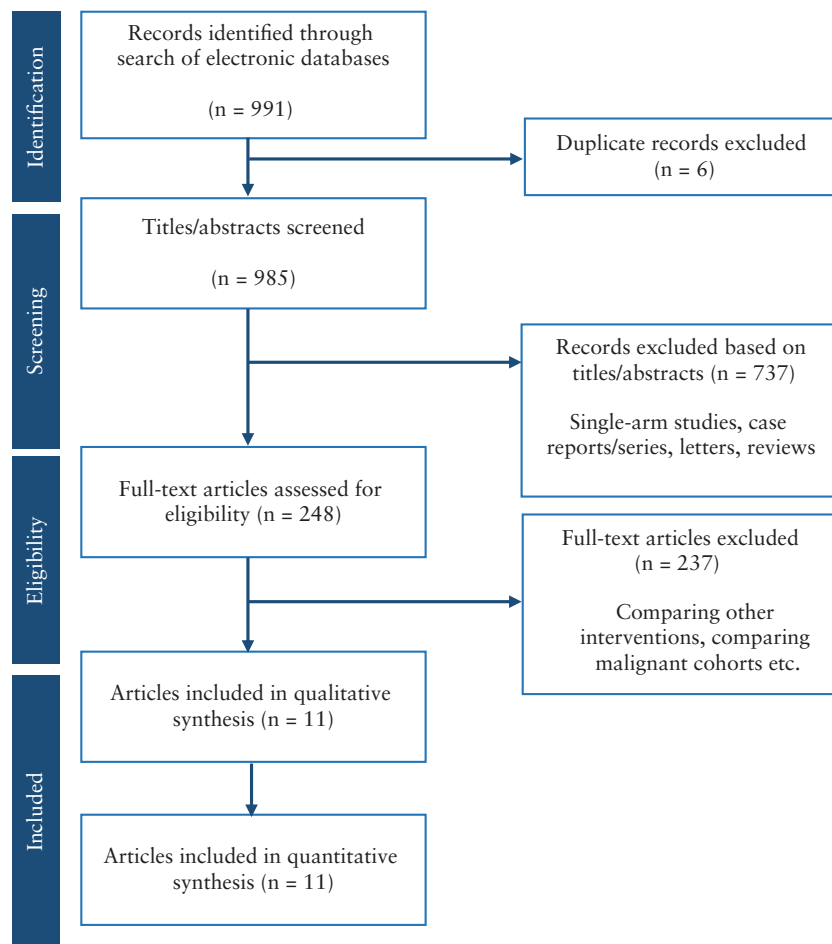 Identification
Records identified through
search of electronic databases
(n = 991)
Duplicate records excluded
(n = 6)
Screening
Titles/abstracts screened
(n = 985)
Records excluded based on
titles/abstracts (n = 737)
Single-arm studies, case
reports/series, letters, reviews
Eligibility
Full-text articles assessed for
eligibility (n = 248)
Full-text articles excluded
(n = 237)
Comparing other
interventions, comparing
malignant cohorts etc.
Included
Articles included in qualitative
synthesis (n = 11)
Articles included in quantitative
synthesis (n = 11)